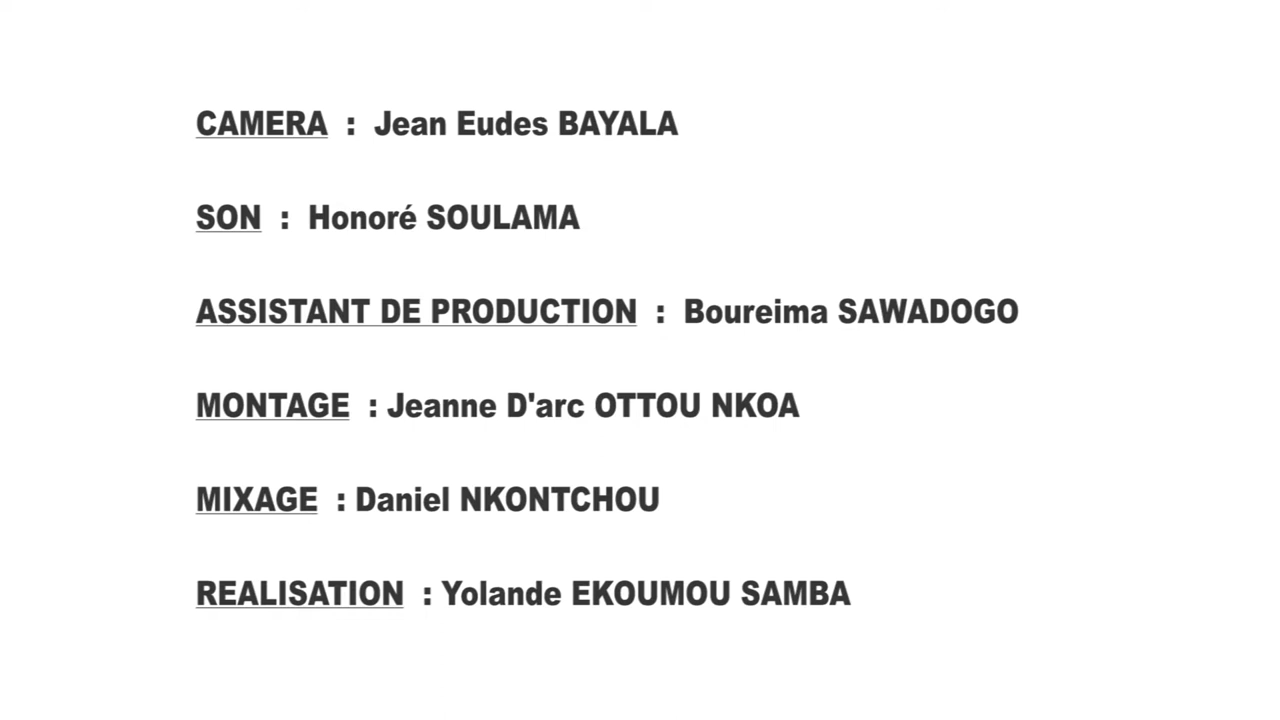 CAMERA : Jean Eudes BAYALA
SON : Honoré SOULAMA
ASSISTANT DE PRODUCTION : Boureima SAWADOGO
MONTAGE : Jeanne D'arc OTTOU NKOA
MIXAGE : Daniel NKONTCHOU
REALISATION : Yolande EKOUMOU SAMBA